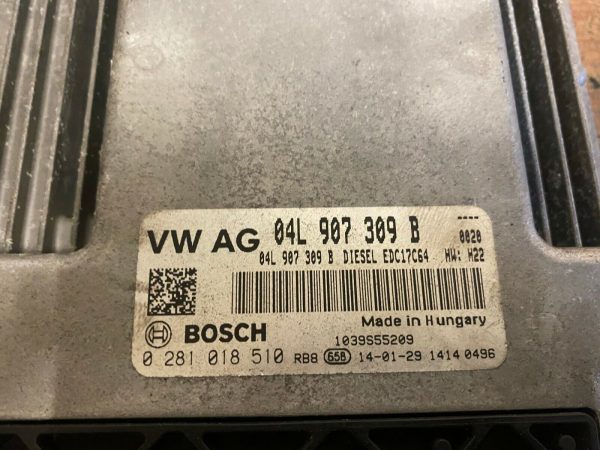 VW AG 04L 907 309 B ----
0020
04L 907 309 B DIESEL EDC17C64 HW: H22
Made in Hungary
BOSCH 1039S55209
0 281 018 510 RB8 65B 14-01-29 1414 0496